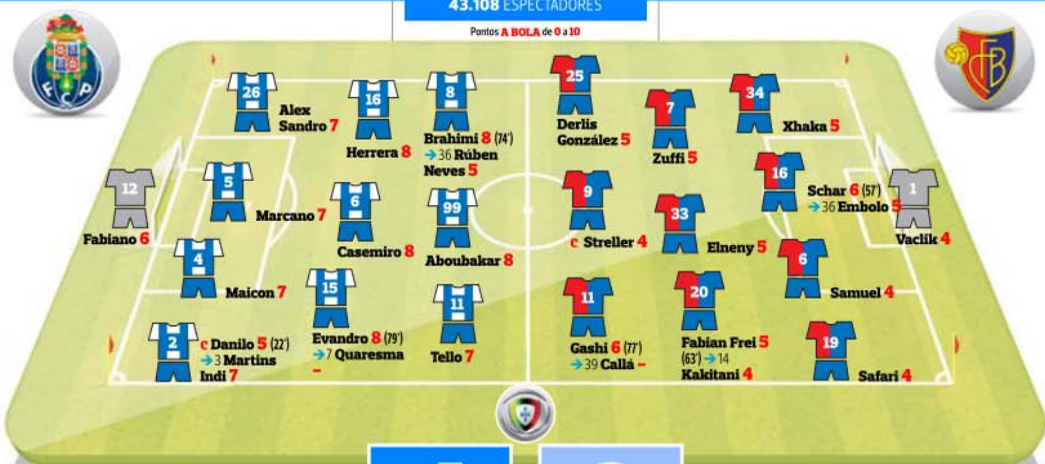 43.108 ESPECTADORES
Pontos A BOLA de 0 a 10
FCP
FCB
26
Alex
Sandro 7
16
Herrera 8
8
Brahimi 8 (74')
→36 Rúben
Neves 5
25
Derlis
González 5
7
Zuffi 5
34
Xhaka 5
12
Fabiano 6
5
Marcano 7
6
Casemiro 8
99
Aboubakar 8
9
c Streller 4
33
Elneny 5
16
Schar 6 (57')
→36 Embolo 5
1
Vaclik 4
4
Maicon 7
6
Samuel 4
2
c Danilo 5 (22')
→3 Martins
Indi 7
15
Evandro 8 (79')
→7 Quaresma
–
11
Tello 7
11
Gashi 6 (77')
→39 Callá –
20
Fabian Frei 5
(63') →14
Kakitani 4
19
Safari 4